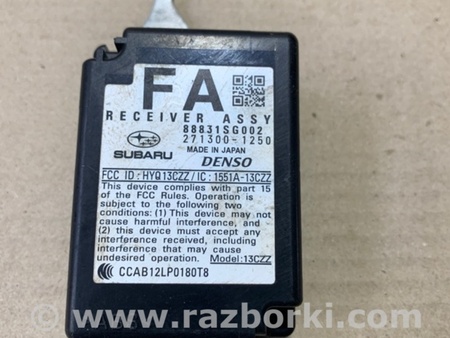 FA
RECEIVER ASSY
88831SG002
271300-1250
MADE IN JAPAN
SUBARU
DENSO
FCC ID : HYQ13CZZ / IC : 1551A-13CZZ
This device complies with part 15
of the FCC Rules. Operation is
subject to the following two
conditions: (1) This device may not
cause harmful interference, and
(2) this device must accept any
interference received, including
interference that may cause
undesired operation. Model:13CZZ
CCAB12LP0180T8
www.razborki.com